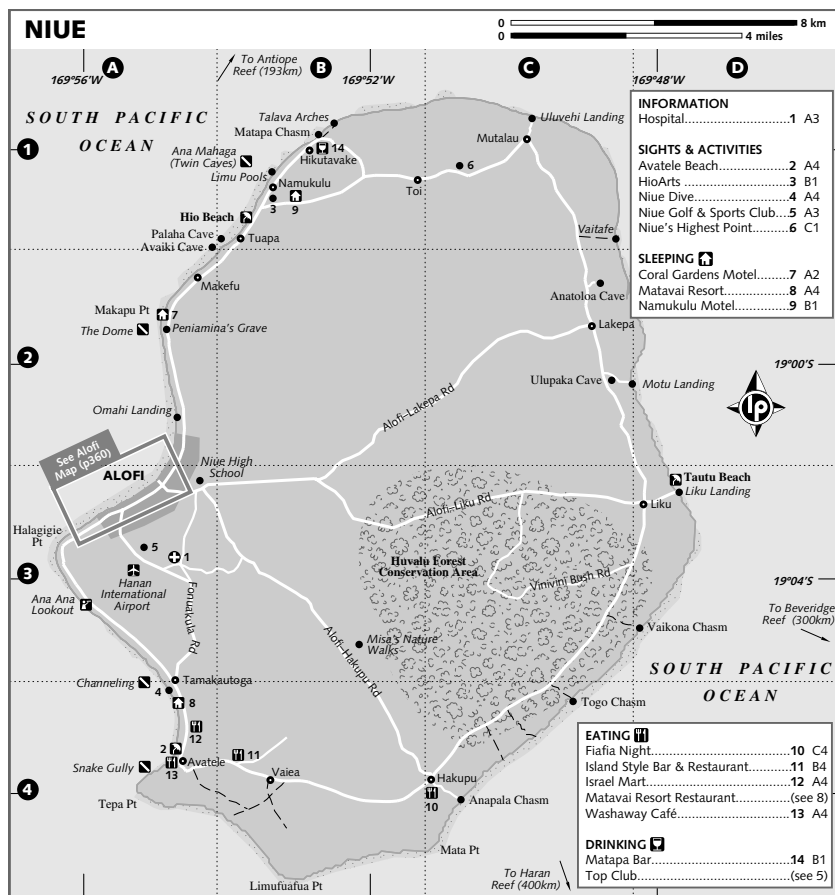 NIUE
0 8 km
0 4 miles
A B C D
169°56'W 169°52'W 169°48'W
To Antiope
Reef (193km)
SOUTH PACIFIC
OCEAN
1
Talava Arches
Matapa Chasm
Ana Mahaga
(Twin Caves)
Limu Pools
14
Hikutavake
Namukulu
3 9
Hio Beach
Palaha Cave
Avaiki Cave
Tuapa
Makefu
Toi
6
Mutalau
Uluvehi Landing
Vaitafe
Anatoloa Cave
Lakepa
INFORMATION
Hospital 1 A3
SIGHTS & ACTIVITIES
Avatele Beach 2 A4
HioArts 3 B1
Niue Dive 4 A4
Niue Golf & Sports Club 5 A3
Niue's Highest Point 6 C1
SLEEPING
Coral Gardens Motel 7 A2
Matavai Resort 8 A4
Namukulu Motel 9 B1
Makapu Pt
7
The Dome
Peniamina's Grave
2
19°00'S
Ulupaka Cave
Motu Landing
Alofi-Lakepa Rd
lp
Omahi Landing
See Alofi
Map (p360)
ALOFI
Niue High
School
Tautu Beach
Liku Landing
Liku
Alofi-Liku Rd
Halagigie
Pt
5
1
3
Hanan
International
Airport
Ana Ana
Lookout
Fonuakula Rd
Huvalu Forest
Conservation Area
Vinivini Bush Rd
19°04'S
To Beveridge
Reef (300km)
Misa's Nature
Walks
Alofi-Hakupu Rd
Vaikona Chasm
SOUTH PACIFIC
OCEAN
Channeling
Tamakautoga
4
8
12
Togo Chasm
2
11
Snake Gully
13
Avatele
Vaiea
Hakupu
10
Anapala Chasm
4
Tepa Pt
Mata Pt
Limufuafua Pt
To Haran
Reef (400km)
EATING
Fiafia Night 10 C4
Island Style Bar & Restaurant 11 B4
Israel Mart 12 A4
Matavai Resort Restaurant (see 8)
Washaway Café 13 A4
DRINKING
Matapa Bar 14 B1
Top Club (see 5)